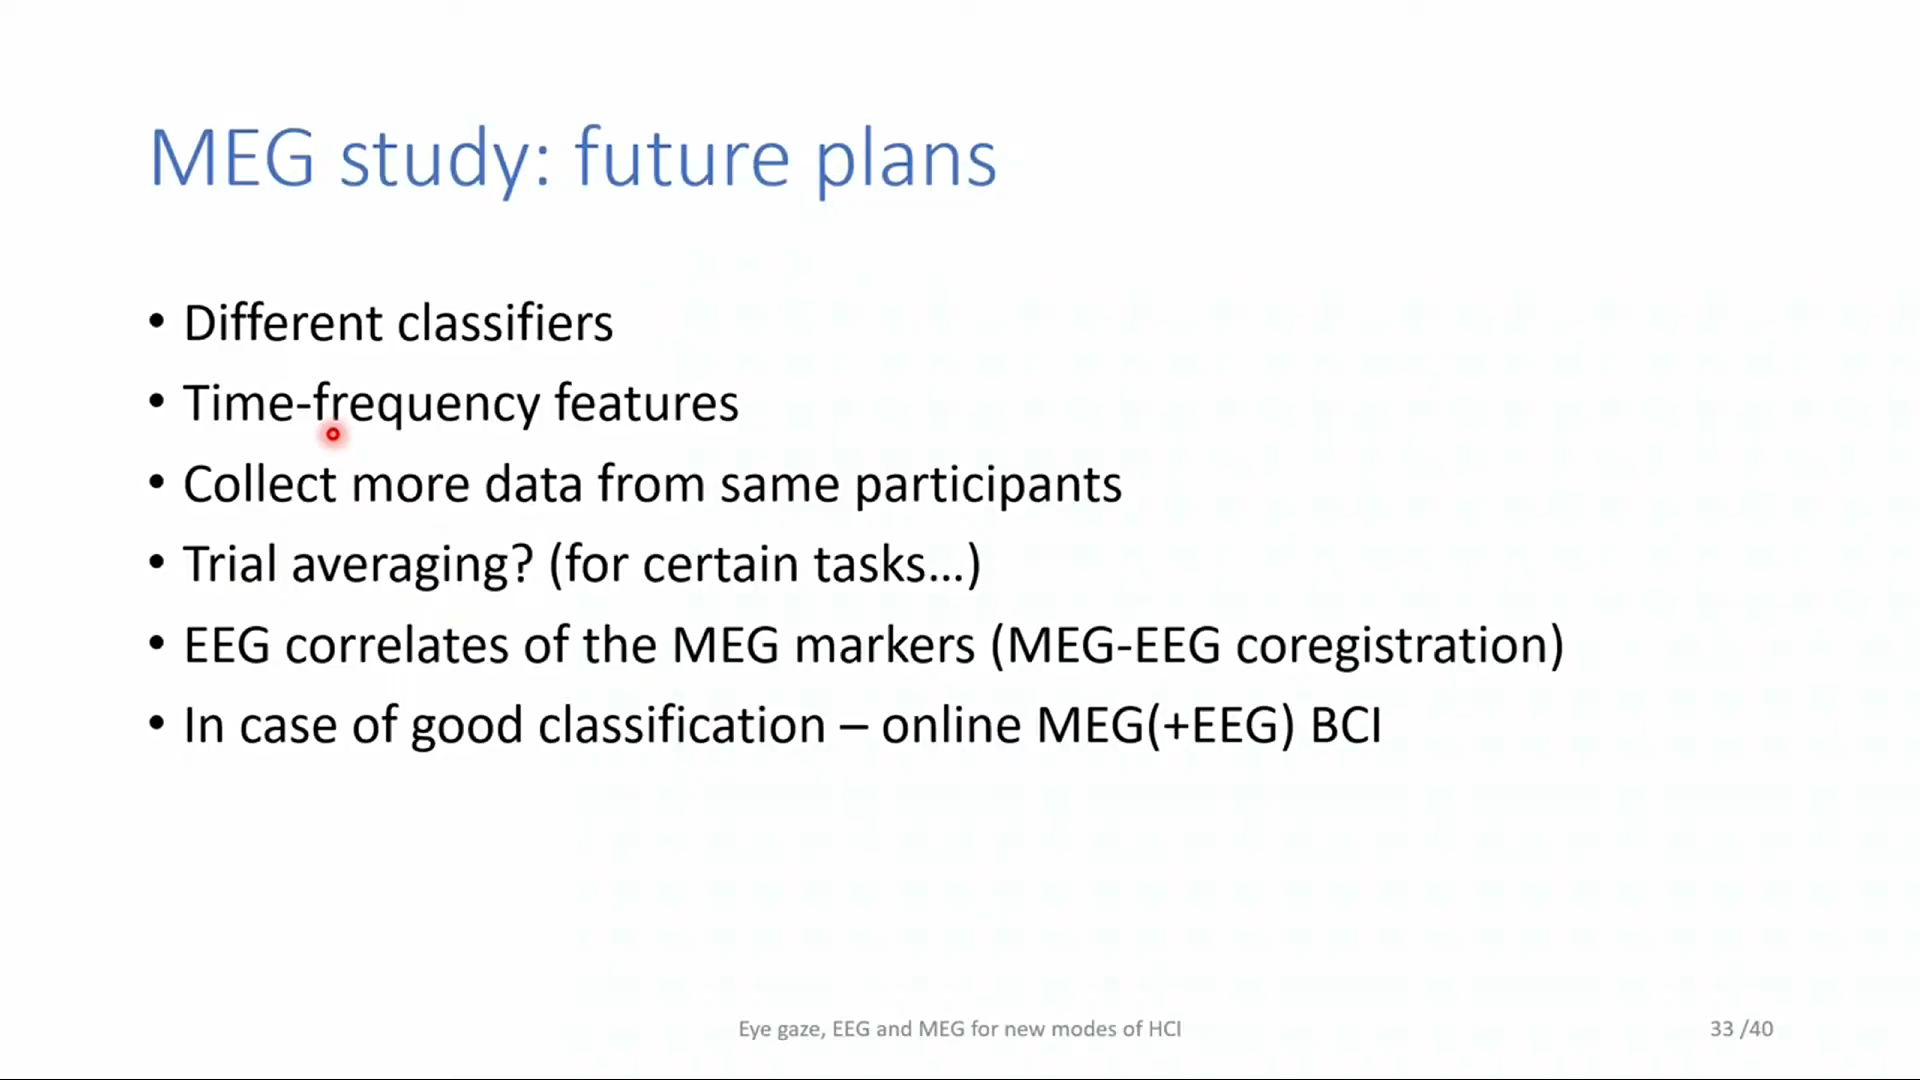 MEG study: future plans
• Different classifiers
• Time-frequency features
• Collect more data from same participants
• Trial averaging? (for certain tasks...)
• EEG correlates of the MEG markers (MEG-EEG coregistration)
• In case of good classification – online MEG(+EEG) BCI
Eye gaze, EEG and MEG for new modes of HCI
33 /40